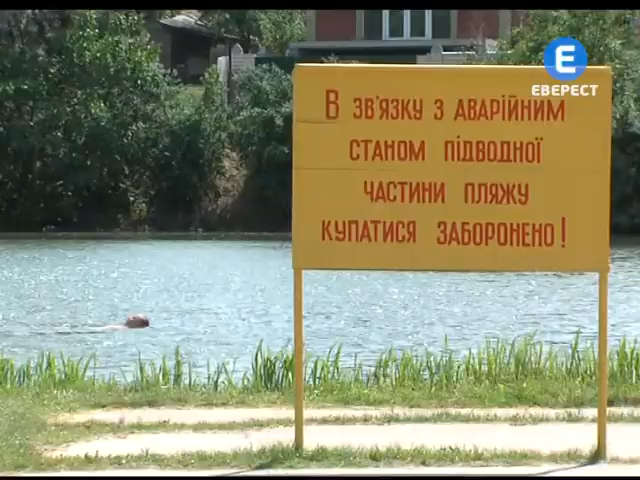 Е
ЕВЕРЕСТ
В ЗВ'ЯЗКУ З АВАРІЙНИМ
СТАНОМ ПІДВОДНОЇ
ЧАСТИНИ ПЛЯЖУ
КУПАТИСЯ ЗАБОРОНЕНО!